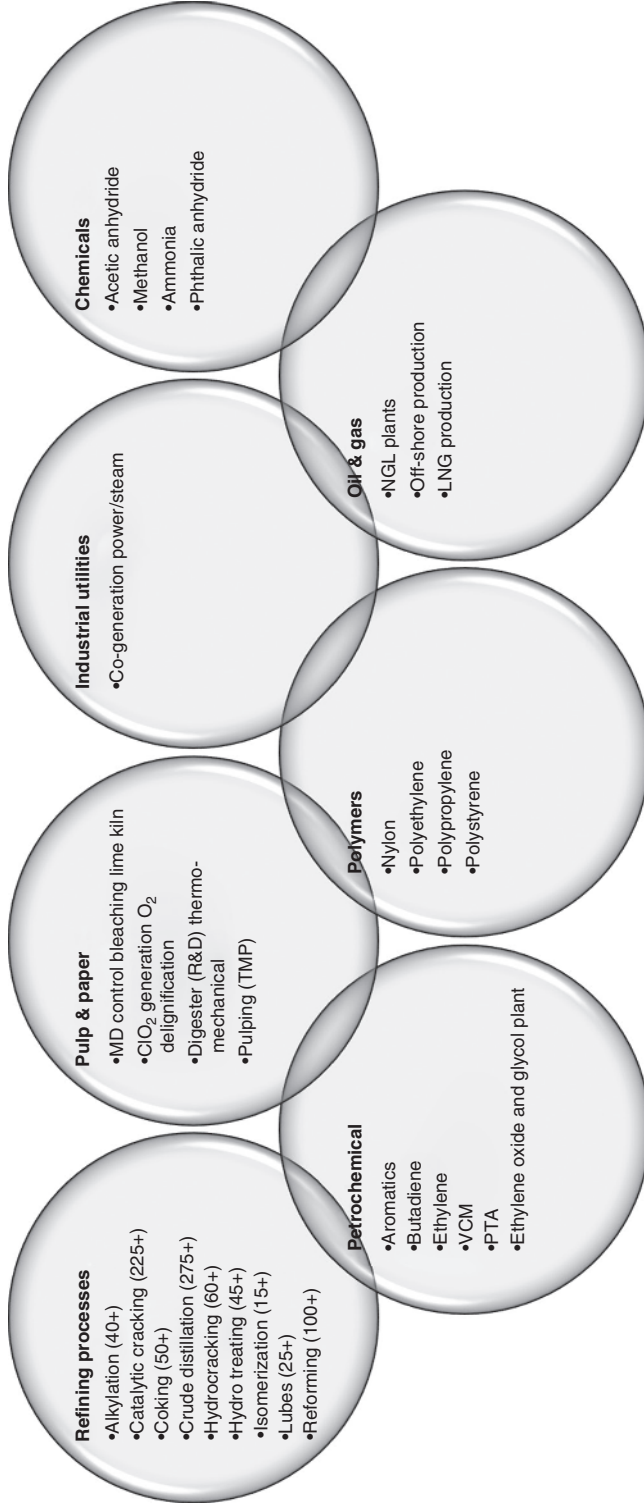 Refining processes
•Alkylation (40+)
•Catalytic cracking (225+)
•Coking (50+)
•Crude distillation (275+)
•Hydrocracking (60+)
•Hydro treating (45+)
•Isomerization (15+)
•Lubes (25+)
•Reforming (100+)
Petrochemical
•Aromatics
•Butadiene
•Ethylene
•VCM
•PTA
•Ethylene oxide and glycol plant
Pulp & paper
•MD control bleaching lime kiln
•ClO₂ generation O₂
delignification
•Digester (R&D) thermo-
mechanical
•Pulping (TMP)
Polymers
•Nylon
•Polyethylene
•Polypropylene
•Polystyrene
Industrial utilities
•Co-generation power/steam
Oil & gas
•NGL plants
•Off-shore production
•LNG production
Chemicals
•Acetic anhydride
•Methanol
•Ammonia
•Phthalic anhydride